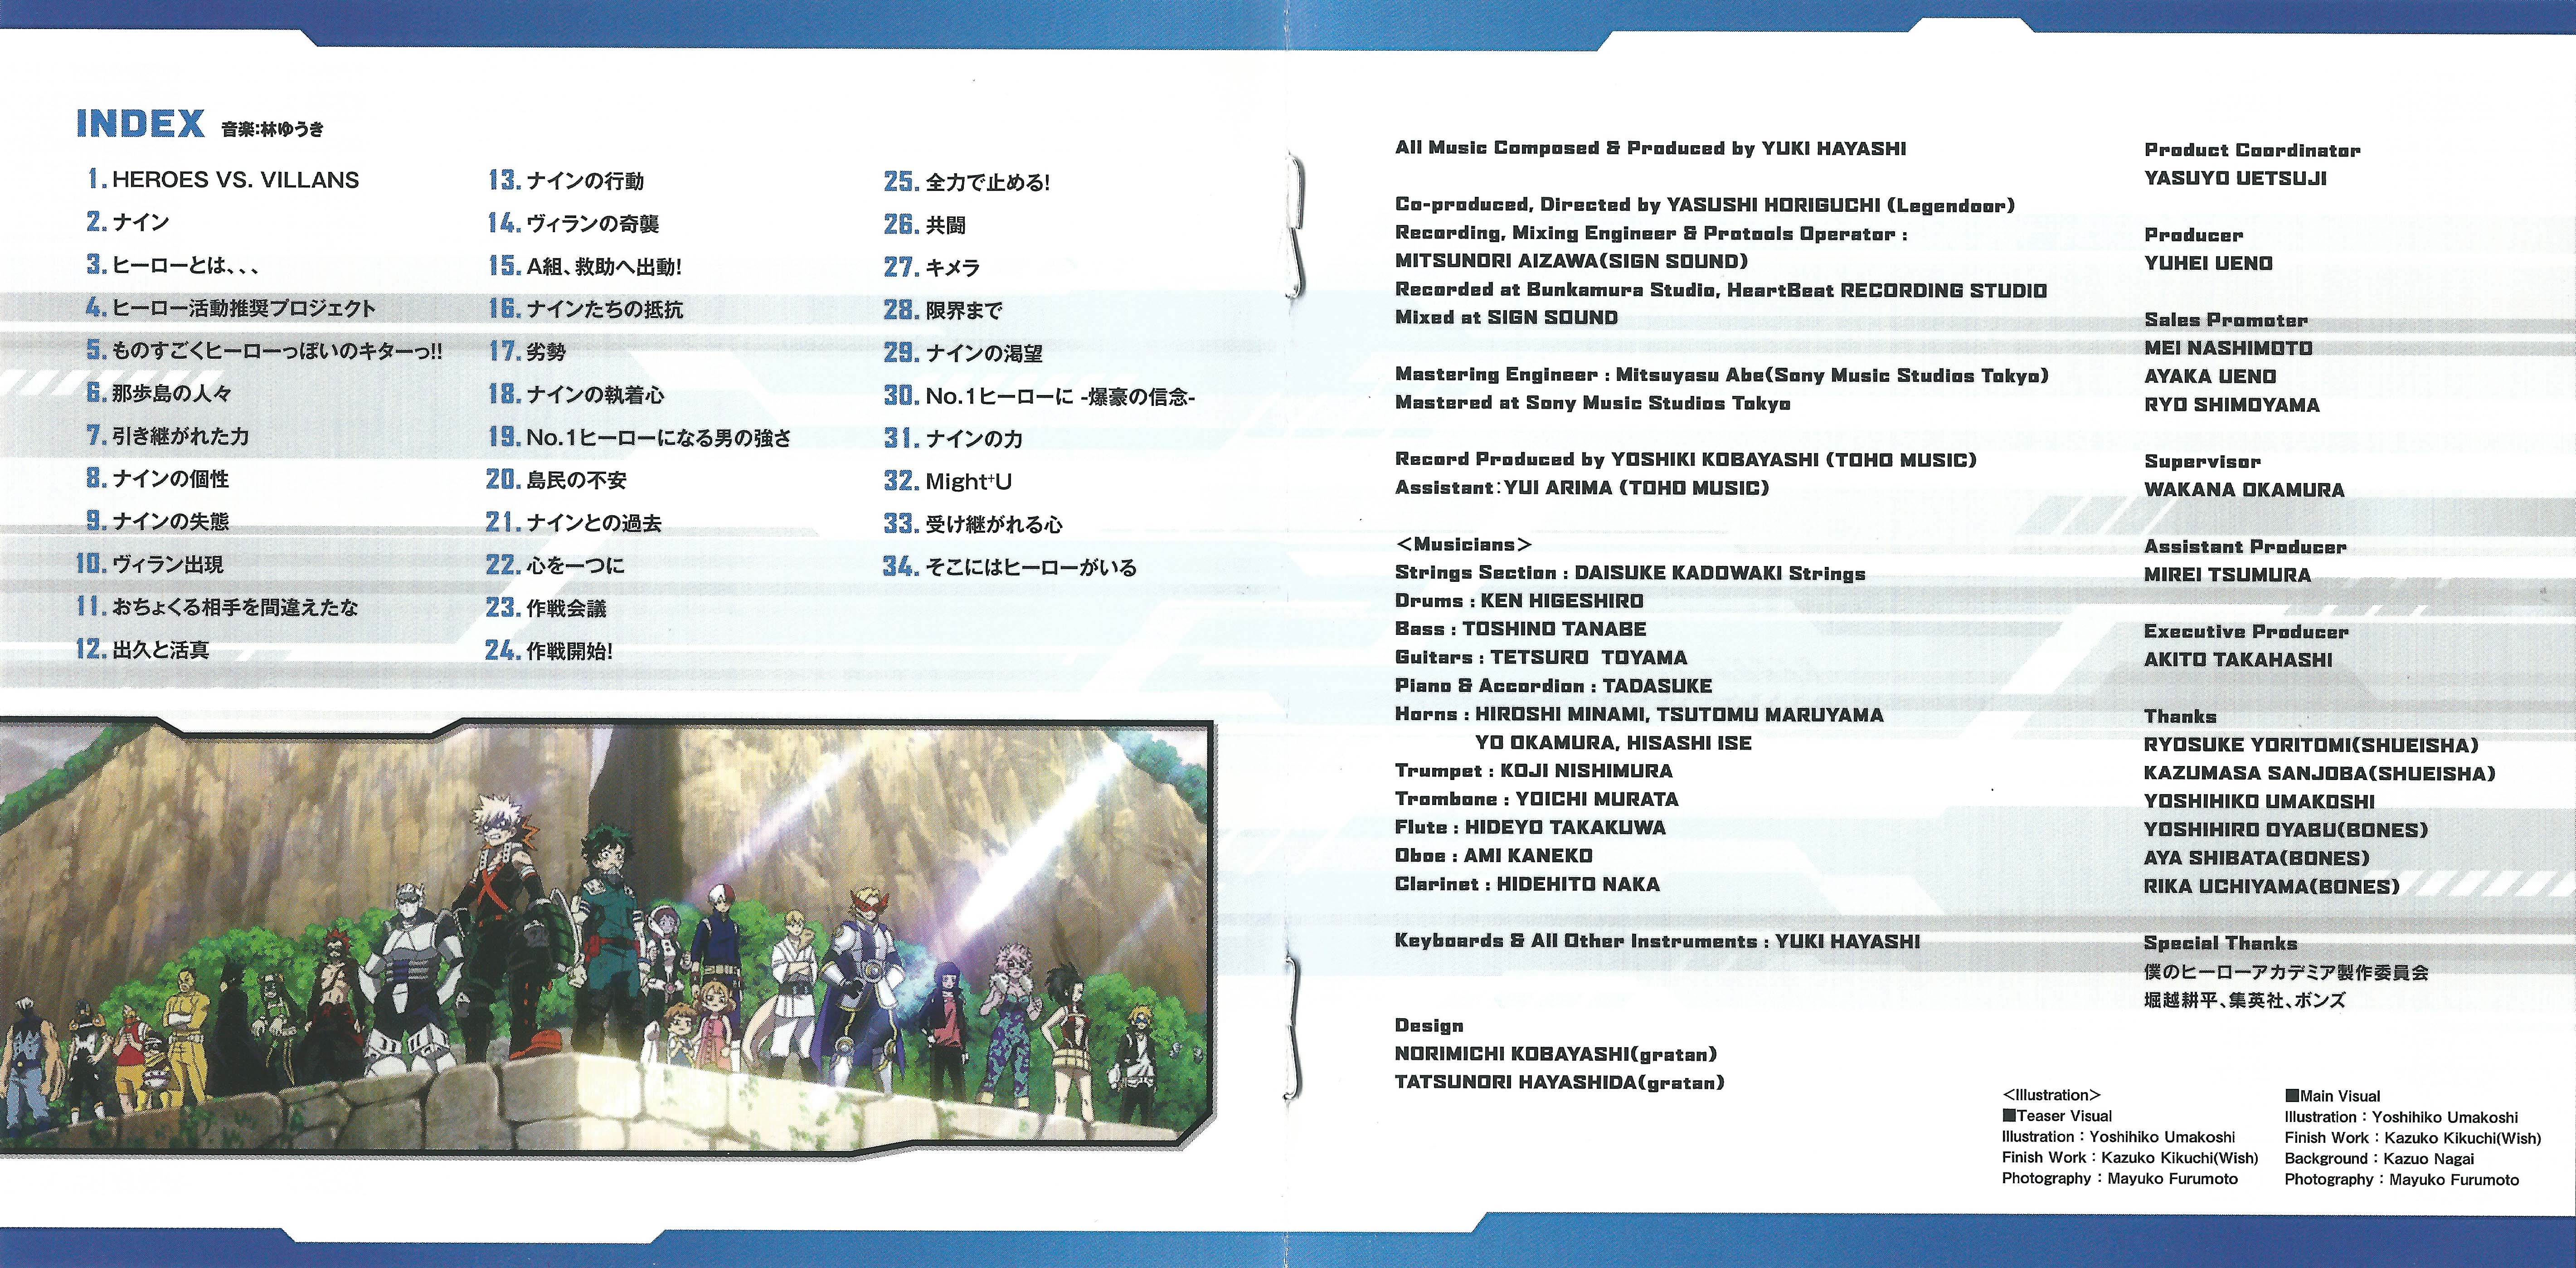 INDEX 音楽:林ゆうき
1. HEROES VS. VILLANS
2. ナイン
3. ヒーローとは、、、
4. ヒーロー活動推奨プロジェクト
5. ものすごくヒーローっぽいのキターっ!!
6. 那歩島の人々
7. 引き継がれた力
8. ナインの個性
9. ナインの失態
10. ヴィラン出現
11. おちょくる相手を間違えたな
12. 出久と活真
13. ナインの行動
14. ヴィランの奇襲
15. A組、救助へ出動!
16. ナインたちの抵抗
17. 劣勢
18. ナインの執着心
19. No.1ヒーローになる男の強さ
20. 島民の不安
21. ナインとの過去
22. 心を一つに
23. 作戦会議
24. 作戦開始!
25. 全力で止める!
26. 共闘
27. キメラ
28. 限界まで
29. ナインの渇望
30. No.1ヒーローに -爆豪の信念-
31. ナインの力
32. Might⁺U
33. 受け継がれる心
34. そこにはヒーローがいる
All Music Composed & Produced by YUKI HAYASHI
Co-produced, Directed by YASUSHI HORIGUCHI (Legendoor)
Recording, Mixing Engineer & Protools Operator :
MITSUNORI AIZAWA(SIGN SOUND)
Recorded at Bunkamura Studio, HeartBeat RECORDING STUDIO
Mixed at SIGN SOUND
Mastering Engineer : Mitsuyasu Abe(Sony Music Studios Tokyo)
Mastered at Sony Music Studios Tokyo
Record Produced by YOSHIKI KOBAYASHI (TOHO MUSIC)
Assistant:YUI ARIMA (TOHO MUSIC)
<Musicians>
Strings Section : DAISUKE KADOWAKI Strings
Drums : KEN HIGESHIRO
Bass : TOSHINO TANABE
Guitars : TETSURO TOYAMA
Piano & Accordion : TADASUKE
Horns : HIROSHI MINAMI, TSUTOMU MARUYAMA
YO OKAMURA, HISASHI ISE
Trumpet : KOJI NISHIMURA
Trombone : YOICHI MURATA
Flute : HIDEYO TAKAKUWA
Oboe : AMI KANEKO
Clarinet : HIDEHITO NAKA
Keyboards & All Other Instruments : YUKI HAYASHI
Design
NORIMICHI KOBAYASHI(gratan)
TATSUNORI HAYASHIDA(gratan)
Product Coordinator
YASUYO UETSUJI
Producer
YUHEI UENO
Sales Promoter
MEI NASHIMOTO
AYAKA UENO
RYO SHIMOYAMA
Supervisor
WAKANA OKAMURA
Assistant Producer
MIREI TSUMURA
Executive Producer
AKITO TAKAHASHI
Thanks
RYOSUKE YORITOMI(SHUEISHA)
KAZUMASA SANJOBA(SHUEISHA)
YOSHIHIKO UMAKOSHI
YOSHIHIRO OYABU(BONES)
AYA SHIBATA(BONES)
RIKA UCHIYAMA(BONES)
Special Thanks
僕のヒーローアカデミア製作委員会
堀越耕平、集英社、ボンズ
<Illustration>
■Teaser Visual
Illustration : Yoshihiko Umakoshi
Finish Work : Kazuko Kikuchi(Wish)
Photography : Mayuko Furumoto
■Main Visual
Illustration : Yoshihiko Umakoshi
Finish Work : Kazuko Kikuchi(Wish)
Background : Kazuo Nagai
Photography : Mayuko Furumoto